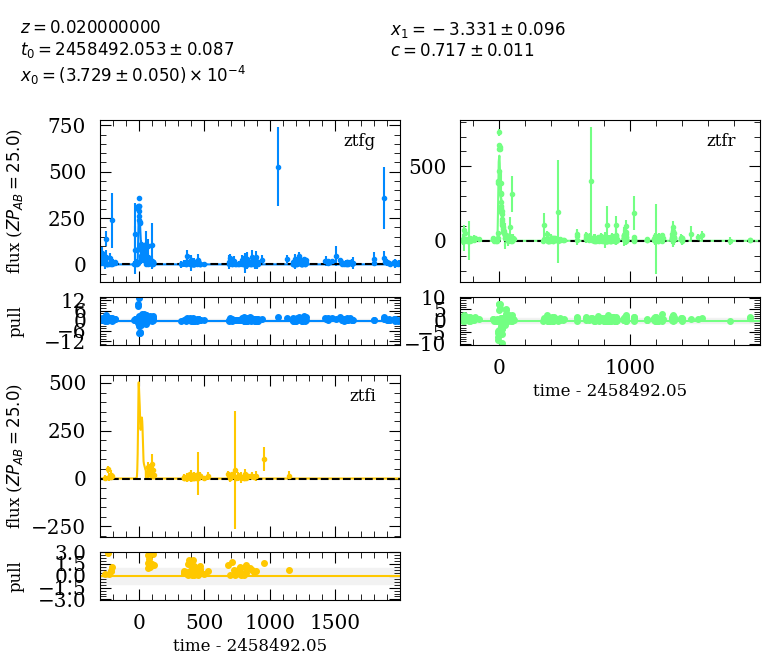 z = 0.020000000
t₀ = 2458492.053 ± 0.087
x₀ = (3.729 ± 0.050) × 10⁻⁴
x₁ = −3.331 ± 0.096
c = 0.717 ± 0.011
ztfg
flux (ZP_AB = 25.0)
750
500
250
0
pull
12
6
0
−6
−12
ztfr
500
0
10
5
0
−5
−10
0
1000
time - 2458492.05
ztfi
flux (ZP_AB = 25.0)
500
250
0
−250
pull
3.0
1.5
0.0
−1.5
−3.0
0
500
1000
1500
time - 2458492.05